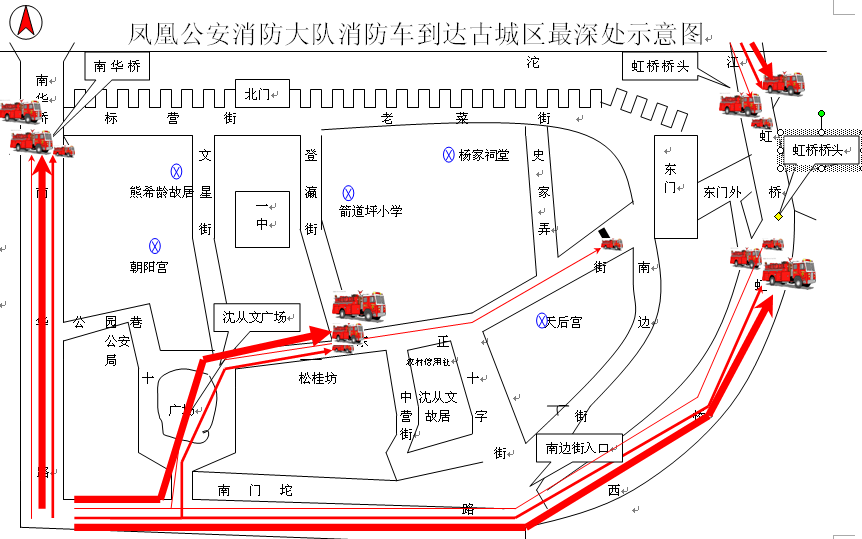 凤凰公安消防大队消防车到达古城区最深处示意图
南华桥
沱
虹桥桥头
江
南华桥
北门
标营街
老菜街
虹
虹桥桥头
文星街
登瀛街
杨家祠堂
史家弄
东门
熊希龄故居
东门外
桥
一中
箭道坪小学
南
朝阳宫
街
南
虹
沈从文广场
华
公园巷
天后宫
边
公安局
东
正
农村信用社
十
松桂坊
十
中营街
沈从文故居
字
广场
街
桥
街
南边街入口
路
南门坨
路
西